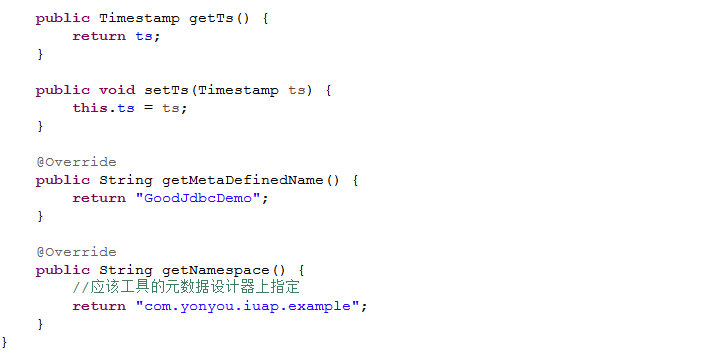 public Timestamp getTs() {
return ts;
}
public void setTs(Timestamp ts) {
this.ts = ts;
}
@Override
public String getMetaDefinedName() {
return "GoodJdbcDemo";
}
@Override
public String getNamespace() {
//应该工具的元数据设计器上指定
return "com.yonyou.iuap.example";
}
}